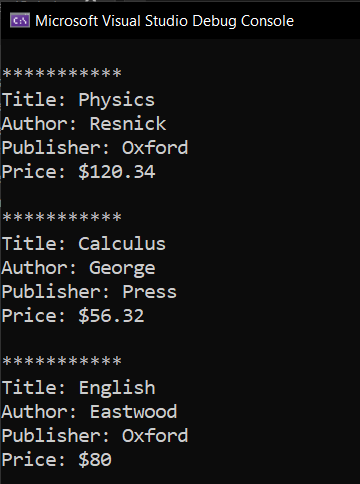 Microsoft Visual Studio Debug Console
***********
Title: Physics
Author: Resnick
Publisher: Oxford
Price: $120.34
***********
Title: Calculus
Author: George
Publisher: Press
Price: $56.32
***********
Title: English
Author: Eastwood
Publisher: Oxford
Price: $80